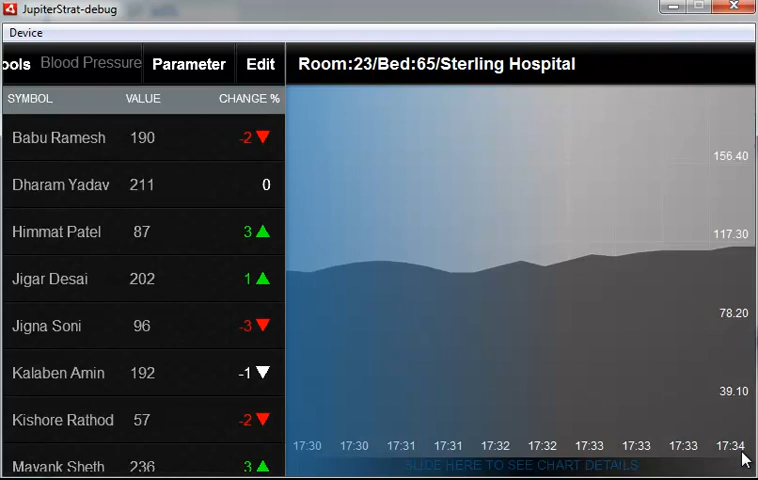 JupiterStrat-debug
Device
ools Blood Pressure Parameter Edit
Room:23/Bed:65/Sterling Hospital
SYMBOL VALUE CHANGE %
Babu Ramesh 190 -2
Dharam Yadav 211 0
Himmat Patel 87 3
Jigar Desai 202 1
Jigna Soni 96 -3
Kalaben Amin 192 -1
Kishore Rathod 57 -2
Mayank Sheth 236 3
156.40
117.30
78.20
39.10
17:30 17:30 17:31 17:31 17:32 17:32 17:33 17:33 17:33 17:34
SLIDE HERE TO SEE CHART DETAILS